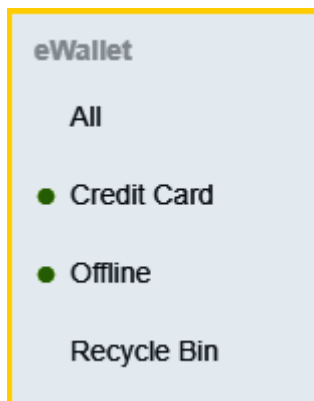 eWallet
All
Credit Card
Offline
Recycle Bin